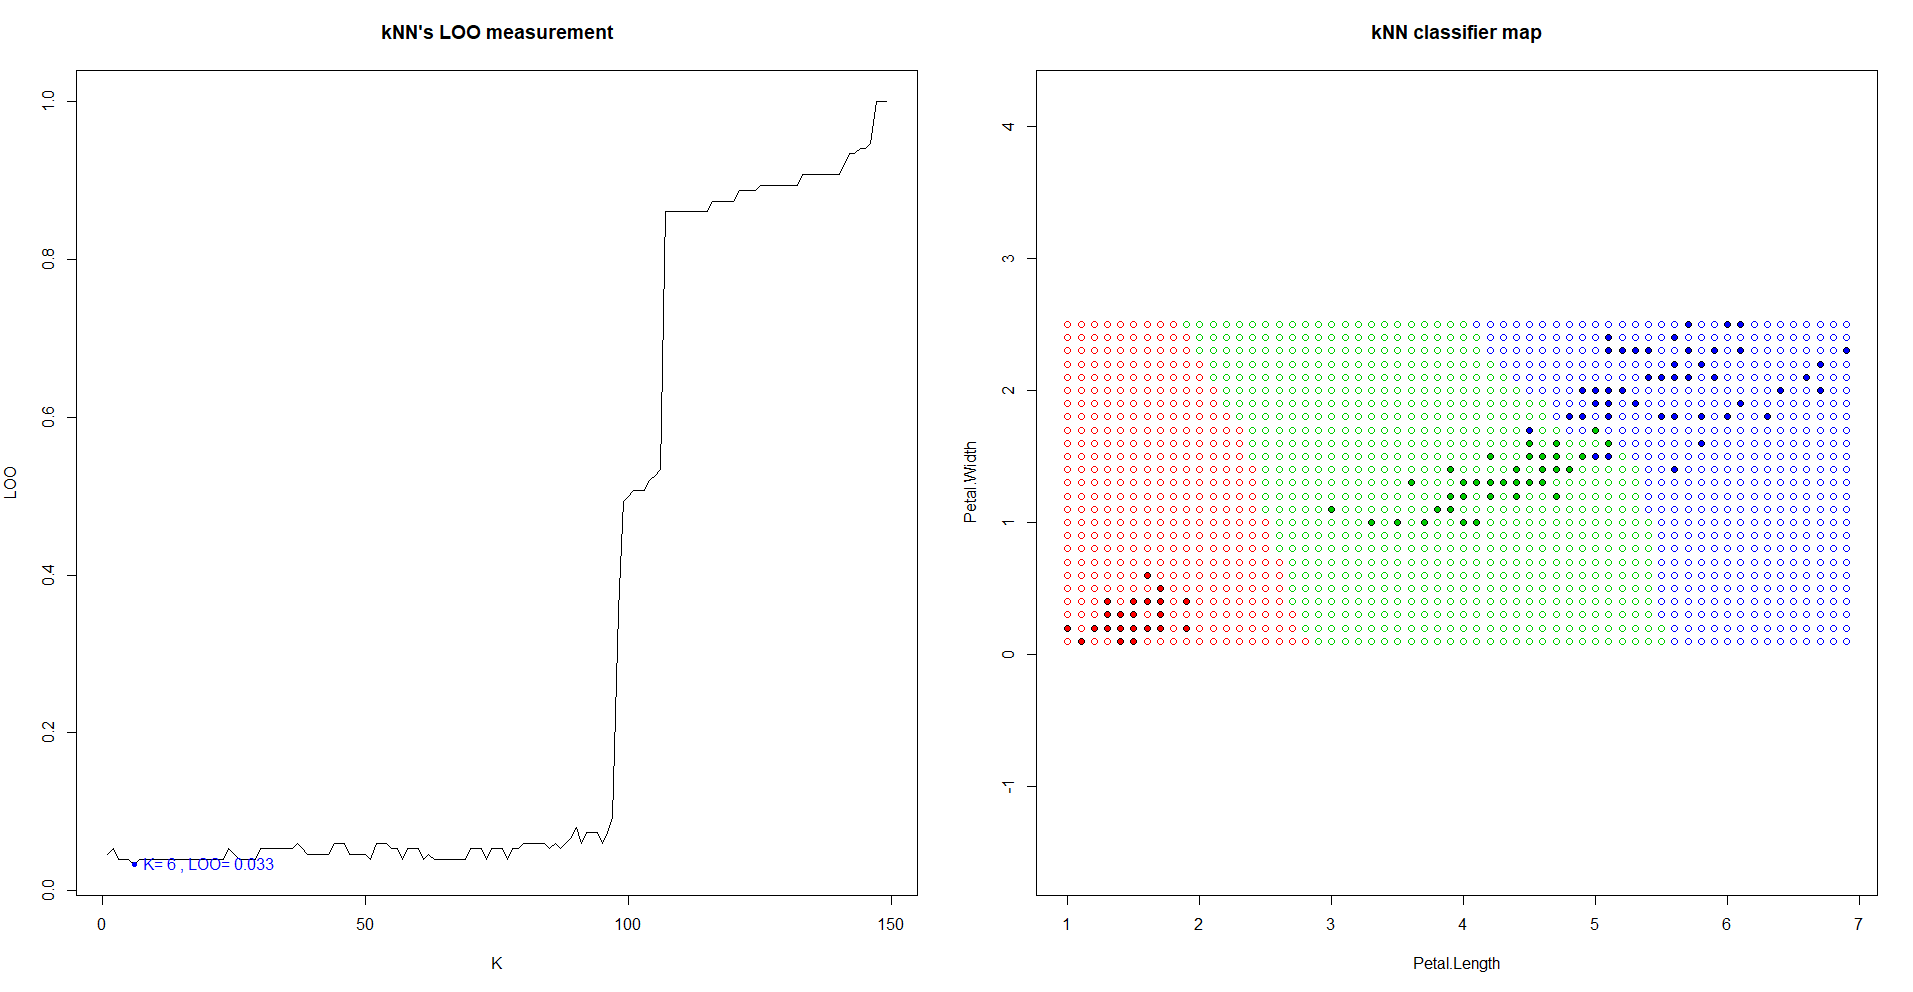 kNN's LOO measurement
LOO
0.0
0.2
0.4
0.6
0.8
1.0
K= 6 , LOO= 0.033
0 50 100 150
K
kNN classifier map
Petal.Width
4
3
2
1
0
-1
1 2 3 4 5 6 7
Petal.Length